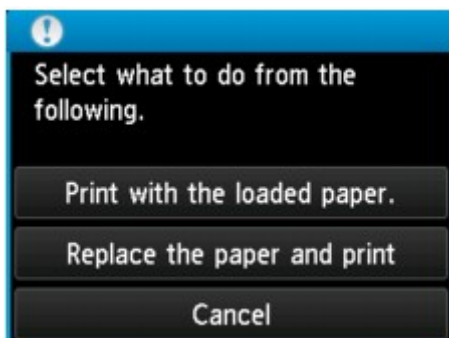 Select what to do from the
following.
Print with the loaded paper.
Replace the paper and print
Cancel